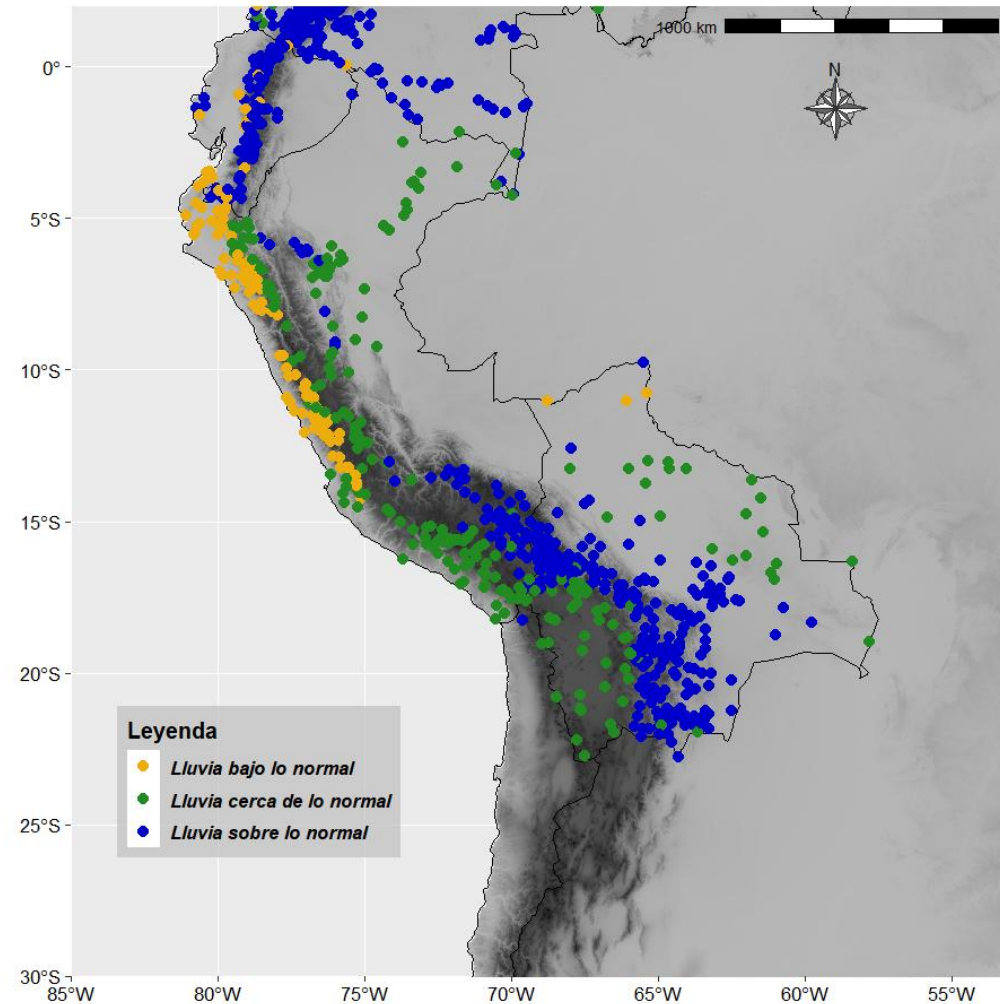 1000 km
N
0°
5°S
10°S
15°S
20°S
25°S
30°S
Leyenda
Lluvia bajo lo normal
Lluvia cerca de lo normal
Lluvia sobre lo normal
85°W 80°W 75°W 70°W 65°W 60°W 55°W